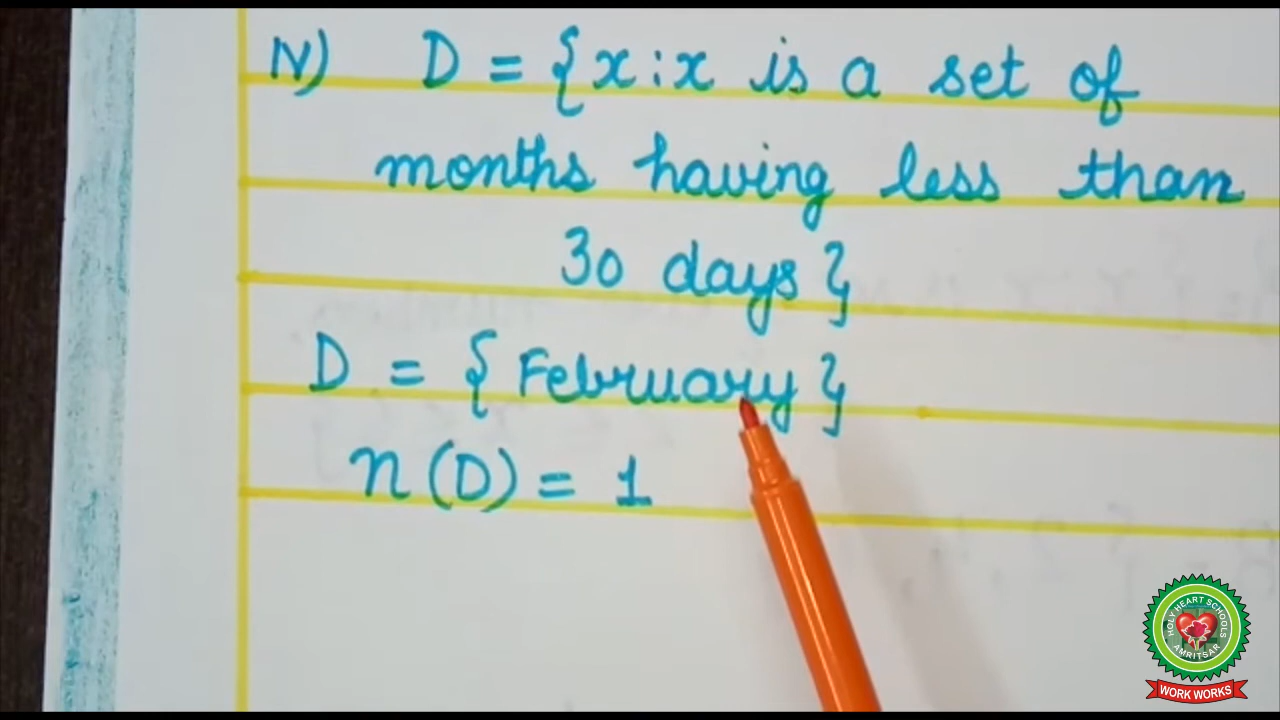 IV) D = { x : x is a set of
months having less than
30 days }
D = { February }
n (D) = 1
HOLY HEART SCHOOLS
AMRITSAR
WORK WORKS